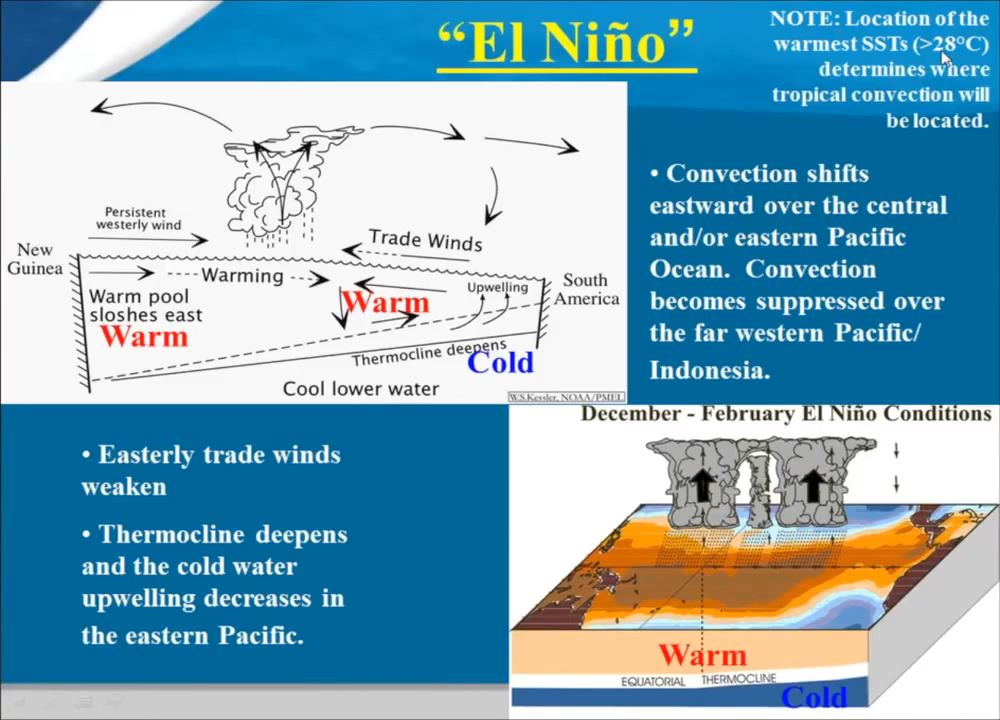 “El Niño”
NOTE: Location of the
warmest SSTs (>28°C)
determines where
tropical convection will
be located.
Persistent
westerly wind
Trade Winds
New
Guinea
Warming
Upwelling
South
America
Warm pool
sloshes east
Warm
Warm
Thermocline deepens
Cold
Cool lower water
W.S.Kessler, NOAA/PMEL
• Convection shifts
eastward over the central
and/or eastern Pacific
Ocean. Convection
becomes suppressed over
the far western Pacific/
Indonesia.
• Easterly trade winds
weaken
• Thermocline deepens
and the cold water
upwelling decreases in
the eastern Pacific.
December - February El Niño Conditions
Warm
EQUATORIAL THERMOCLINE
Cold